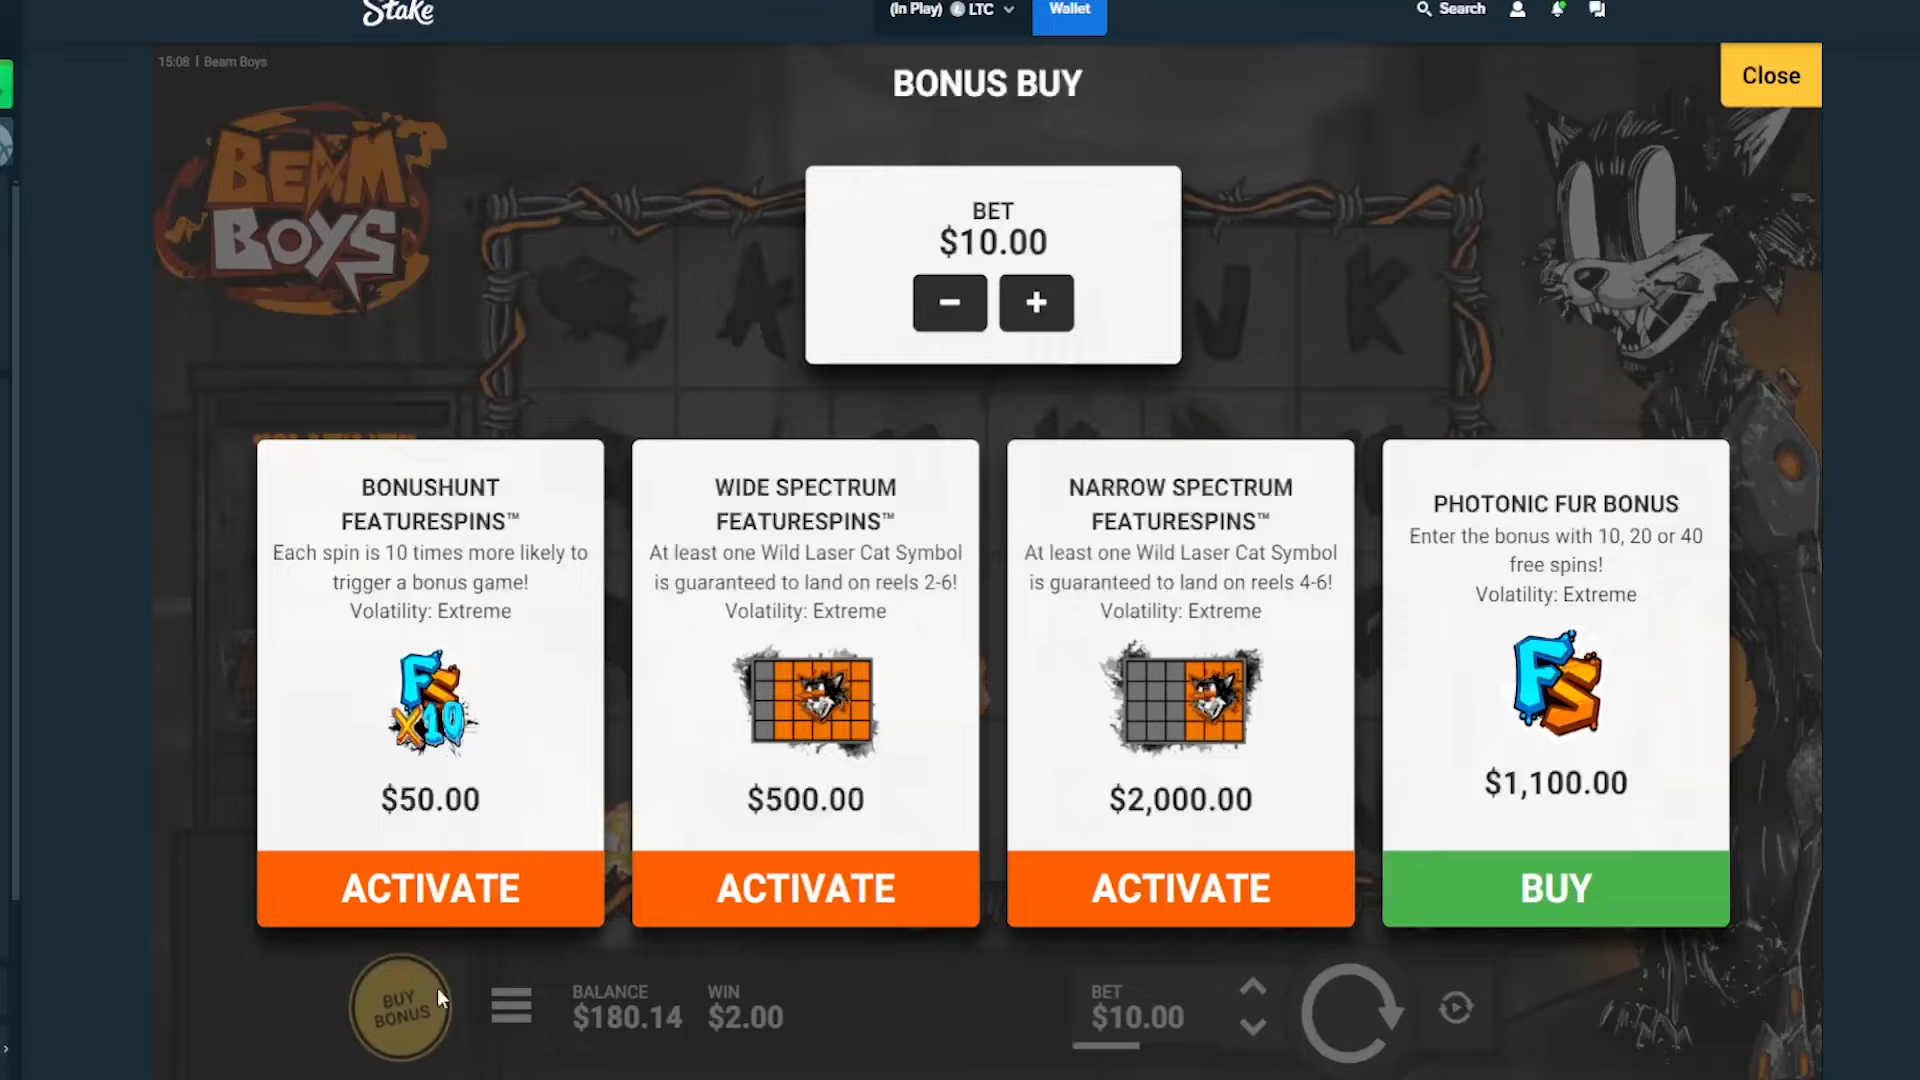 Stake
(In Play) LTC
Wallet
Search
15:08 | Beam Boys
BONUS BUY
Close
BEAM
BOYS
BET
$10.00
−
+
A
J
K
BONUSHUNT
FEATURESPINS™
Each spin is 10 times more likely to
trigger a bonus game!
Volatility: Extreme
FS
X10
$50.00
ACTIVATE
WIDE SPECTRUM
FEATURESPINS™
At least one Wild Laser Cat Symbol
is guaranteed to land on reels 2-6!
Volatility: Extreme
$500.00
ACTIVATE
NARROW SPECTRUM
FEATURESPINS™
At least one Wild Laser Cat Symbol
is guaranteed to land on reels 4-6!
Volatility: Extreme
$2,000.00
ACTIVATE
PHOTONIC FUR BONUS
Enter the bonus with 10, 20 or 40
free spins!
Volatility: Extreme
FS
$1,100.00
BUY
BUY
BONUS
BALANCE
$180.14
WIN
$2.00
BET
$10.00